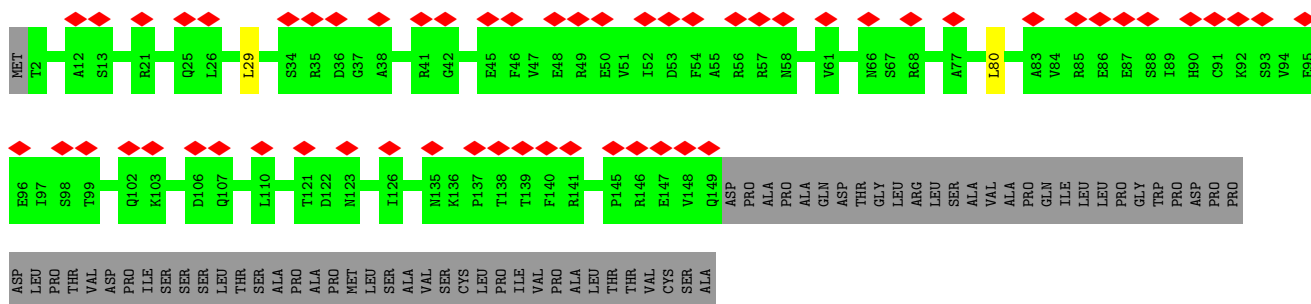 MET T2 A12 S13 R21 Q25 L26 L29 S34 R35 D36 G37 A38 R41 G42 E45 F46 V47 E48 R49 E50 V51 I52 D53 F54 A55 R56 R57 N58 V61 N66 S67 R68 A77 L80 A83 V84 R85 E86 E87 S88 I89 H90 C91 K92 S93 V94 F95
E96 I97 S98 T99 Q102 K103 D106 Q107 L110 T121 D122 N123 I126 N135 K136 P137 T138 T139 F140 R141 P145 R146 E147 V148 Q149 ASP PRO ALA PRO PRO ALA GLN ASP THR GLY LEU ARG LEU SER ALA VAL ALA PRO GLN ILE LEU LEU PRO GLY TRP PRO ASP PRO PRO
ASP LEU PRO THR VAL ASP PRO ILE SER SER SER LEU THR SER ALA PRO ALA PRO MET LEU SER ALA VAL SER CYS LEU PRO ILE VAL PRO ALA LEU THR THR VAL CYS SER ALA